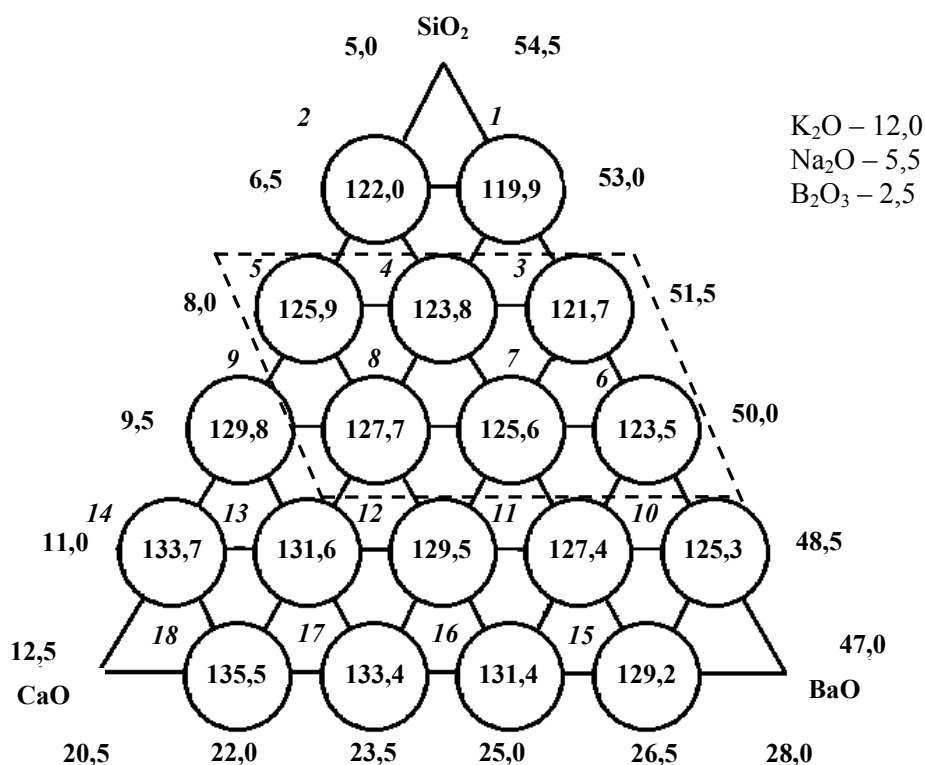 SiO₂
5,0 54,5
2 1
K₂O – 12,0
Na₂O – 5,5
B₂O₃ – 2,5
6,5 122,0 119,9 53,0
5 4 3
8,0 125,9 123,8 121,7 51,5
9 8 7 6
9,5 129,8 127,7 125,6 123,5 50,0
14 13 12 11 10
11,0 133,7 131,6 129,5 127,4 125,3 48,5
18 17 16 15
12,5 135,5 133,4 131,4 129,2 47,0
CaO BaO
20,5 22,0 23,5 25,0 26,5 28,0